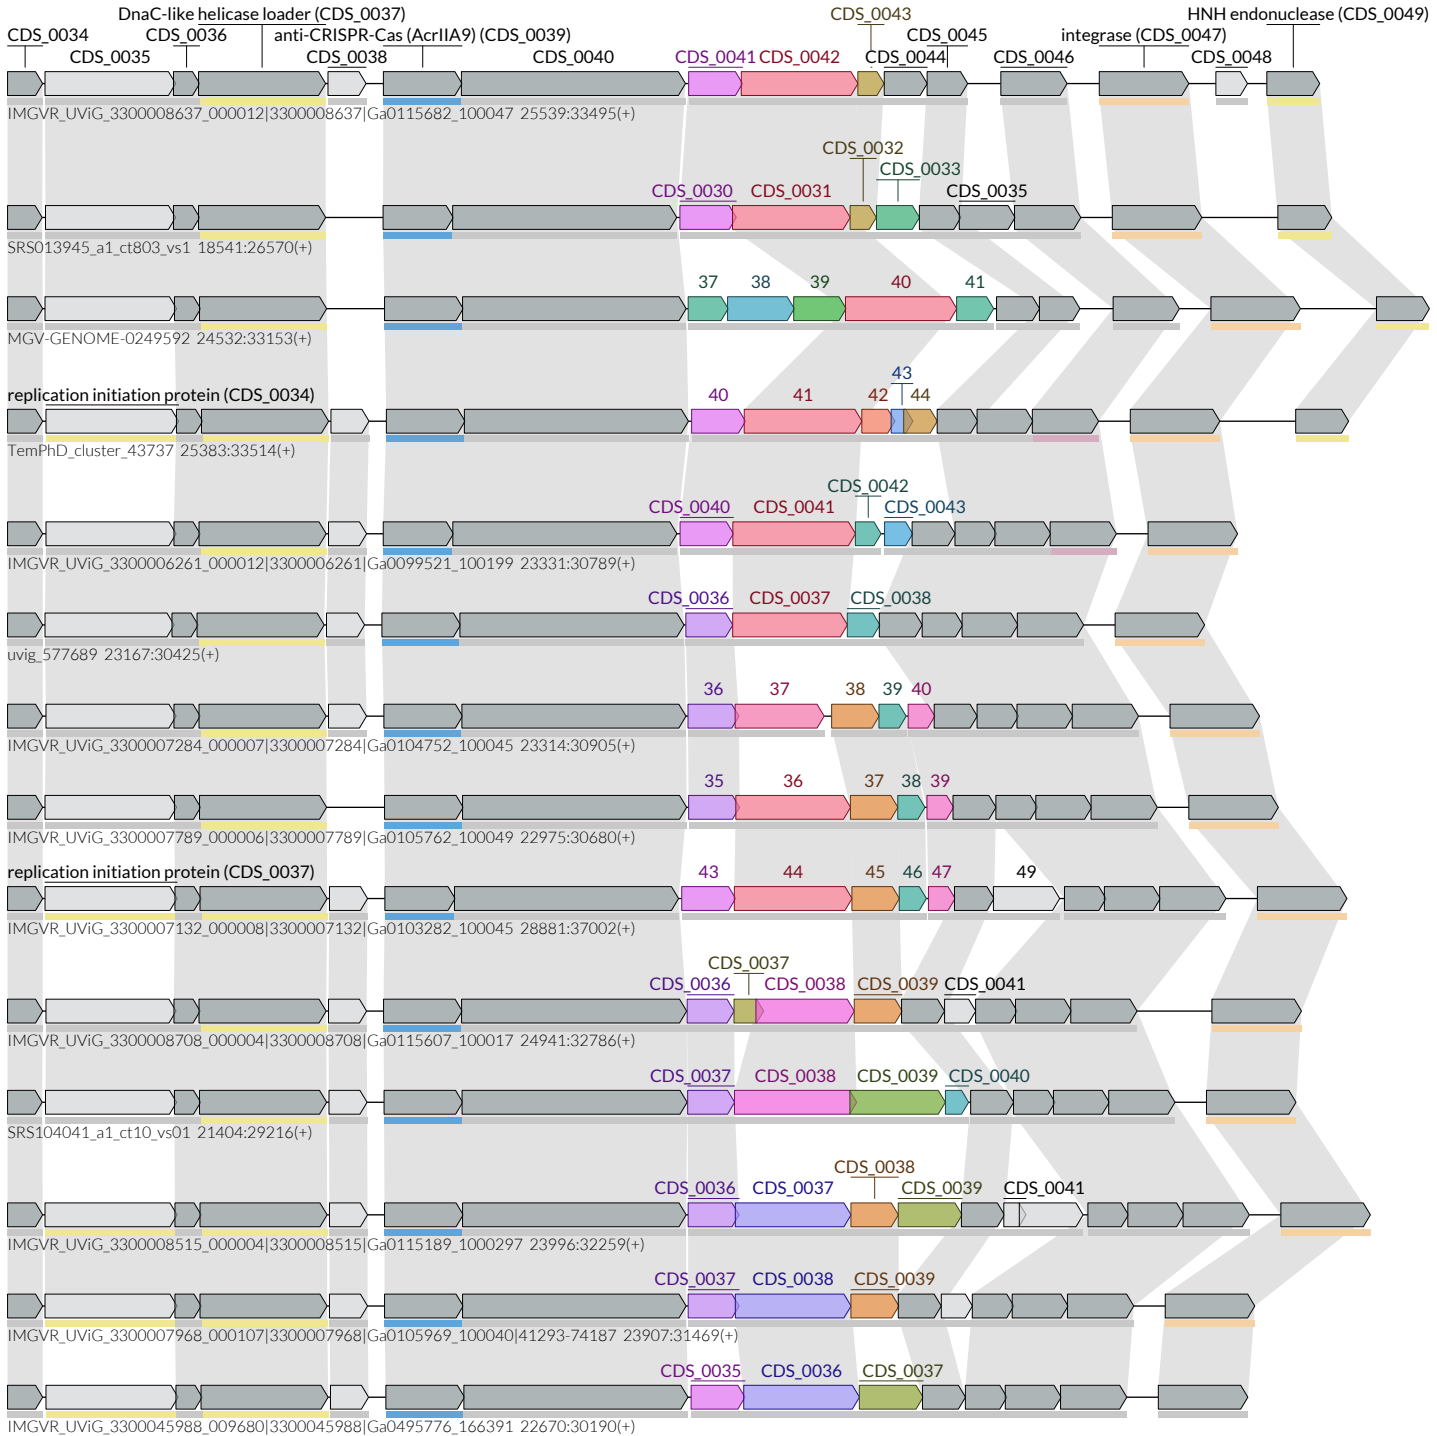 DnaC-like helicase loader (CDS_0037) CDS_0043 HNH endonuclease (CDS_0049)
CDS_0034 CDS_0036 anti-CRISPR-Cas (AcrIIA9) (CDS_0039) CDS_0045 integrase (CDS_0047)
CDS_0035 CDS_0038 CDS_0040 CDS_0041 CDS_0042 CDS_0044 CDS_0046 CDS_0048
IMGVR_UViG_3300008637_000012|3300008637|Ga0115682_100047 25539:33495(+)
CDS_0032
CDS_0033
CDS_0030 CDS_0031 CDS_0035
SRS013945_a1_ct803_vs1 18541:26570(+)
37 38 39 40 41
MGV-GENOME-0249592 24532:33153(+)
43
replication initiation protein (CDS_0034) 40 41 42 44
TemPhD_cluster_43737 25383:33514(+)
CDS_0042
CDS_0040 CDS_0041 CDS_0043
IMGVR_UViG_3300006261_000012|3300006261|Ga0099521_100199 23331:30789(+)
CDS_0036 CDS_0037 CDS_0038
uvig_577689 23167:30425(+)
36 37 38 39 40
IMGVR_UViG_3300007284_000007|3300007284|Ga0104752_100045 23314:30905(+)
35 36 37 38 39
IMGVR_UViG_3300007789_000006|3300007789|Ga0105762_100049 22975:30680(+)
replication initiation protein (CDS_0037) 43 44 45 46 47 49
IMGVR_UViG_3300007132_000008|3300007132|Ga0103282_100045 28881:37002(+)
CDS_0037
CDS_0036 CDS_0038 CDS_0039 CDS_0041
IMGVR_UViG_3300008708_000004|3300008708|Ga0115607_100017 24941:32786(+)
CDS_0037 CDS_0038 CDS_0039 CDS_0040
SRS104041_a1_ct10_vs01 21404:29216(+)
CDS_0038
CDS_0036 CDS_0037 CDS_0039 CDS_0041
IMGVR_UViG_3300008515_000004|3300008515|Ga0115189_1000297 23996:32259(+)
CDS_0037 CDS_0038 CDS_0039
IMGVR_UViG_3300007968_000107|3300007968|Ga0105969_100040|41293-74187 23907:31469(+)
CDS_0035 CDS_0036 CDS_0037
IMGVR_UViG_3300045988_009680|3300045988|Ga0495776_166391 22670:30190(+)